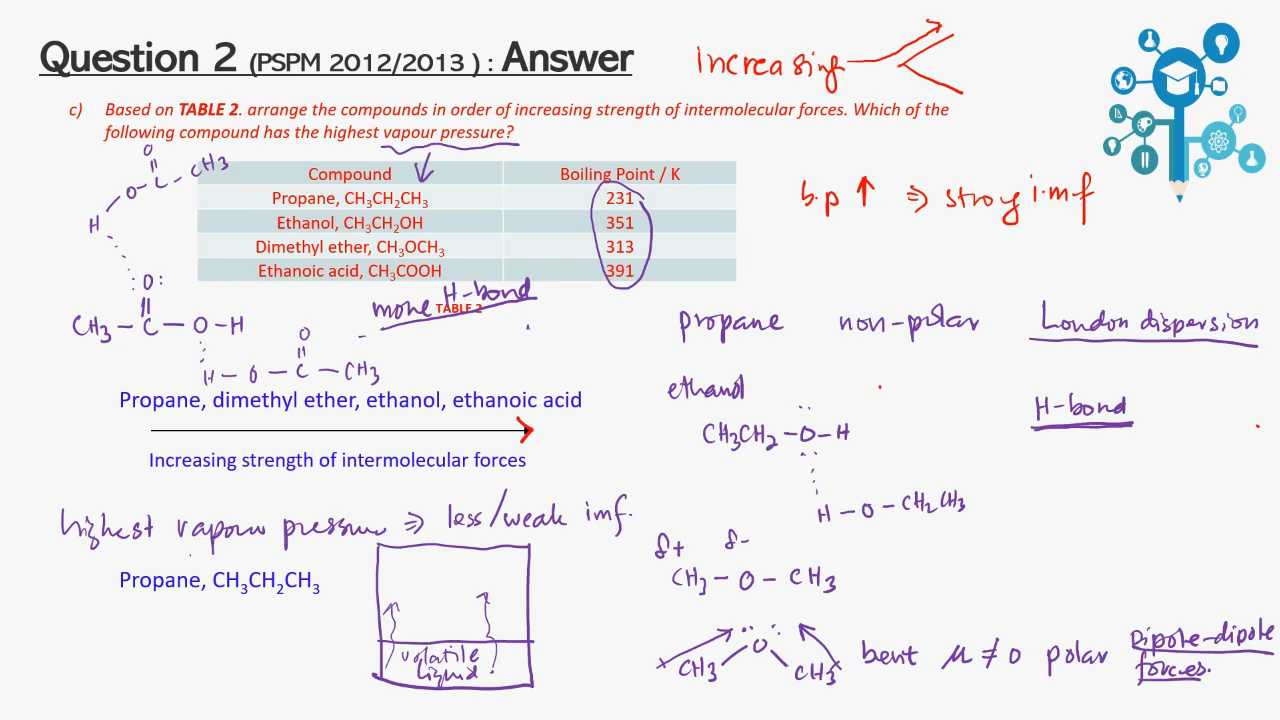 Question 2 (PSPM 2012/2013 ) : Answer
Increasing
c) Based on TABLE 2. arrange the compounds in order of increasing strength of intermolecular forces. Which of the
following compound has the highest vapour pressure?
Compound Boiling Point / K
Propane, CH3CH2CH3 231
Ethanol, CH3CH2OH 351
Dimethyl ether, CH3OCH3 313
Ethanoic acid, CH3COOH 391
TABLE 2
b.p ↑ ⇒ strong i.m.f
O
O - C - CH3
H
:O:
CH3 - C - O - H
O
H - O - C - CH3
more H-bond
propane non-polar London dispersion
Propane, dimethyl ether, ethanol, ethanoic acid
Increasing strength of intermolecular forces
ethanol
CH3CH2 - O - H
H-bond
H - O - CH2CH3
highest vapour pressure ⇒ less/weak imf.
Propane, CH3CH2CH3
volatile
liquid
δ+ δ-
CH3 - O - CH3
O
CH3 CH3
bent μ ≠ 0 polar Dipole-dipole
forces.